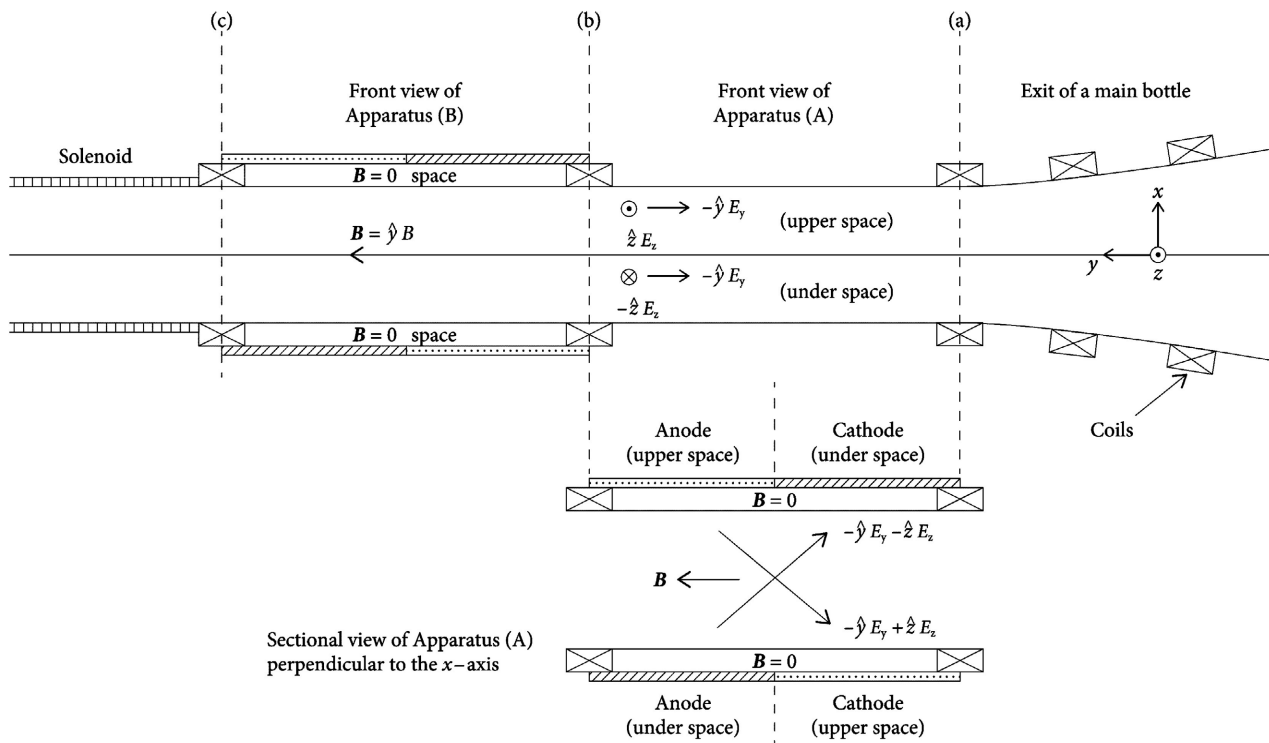 (c)
(b)
(a)
Front view of
Apparatus (B)
Front view of
Apparatus (A)
Exit of a main bottle
Solenoid
B = 0 space
−ŷ E_y
(upper space)
x
B = ŷ B
ẑ E_z
y
z
−ŷ E_y
(under space)
−ẑ E_z
B = 0 space
Coils
Anode
(upper space)
Cathode
(under space)
B = 0
−ŷ E_y − ẑ E_z
B
−ŷ E_y + ẑ E_z
Sectional view of Apparatus (A)
perpendicular to the x−axis
B = 0
Anode
(under space)
Cathode
(upper space)